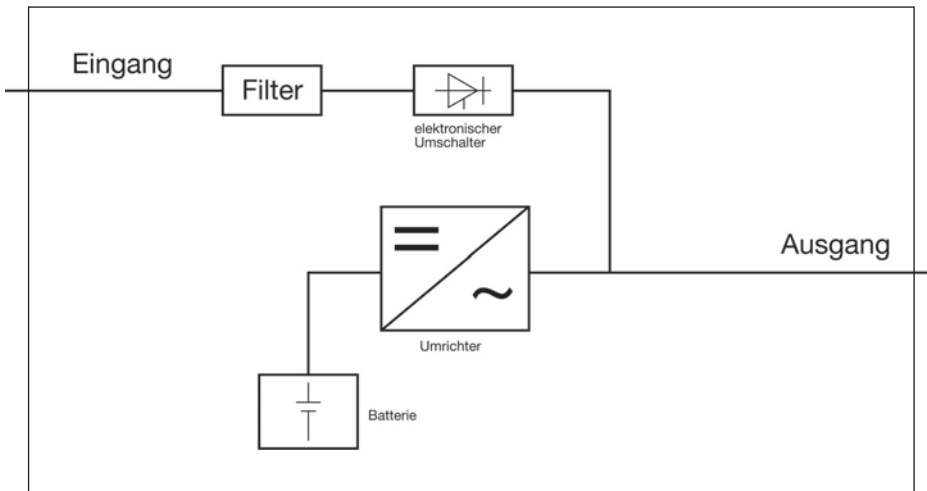 Eingang
Filter
elektronischer
Umschalter
Ausgang
Umrichter
Batterie